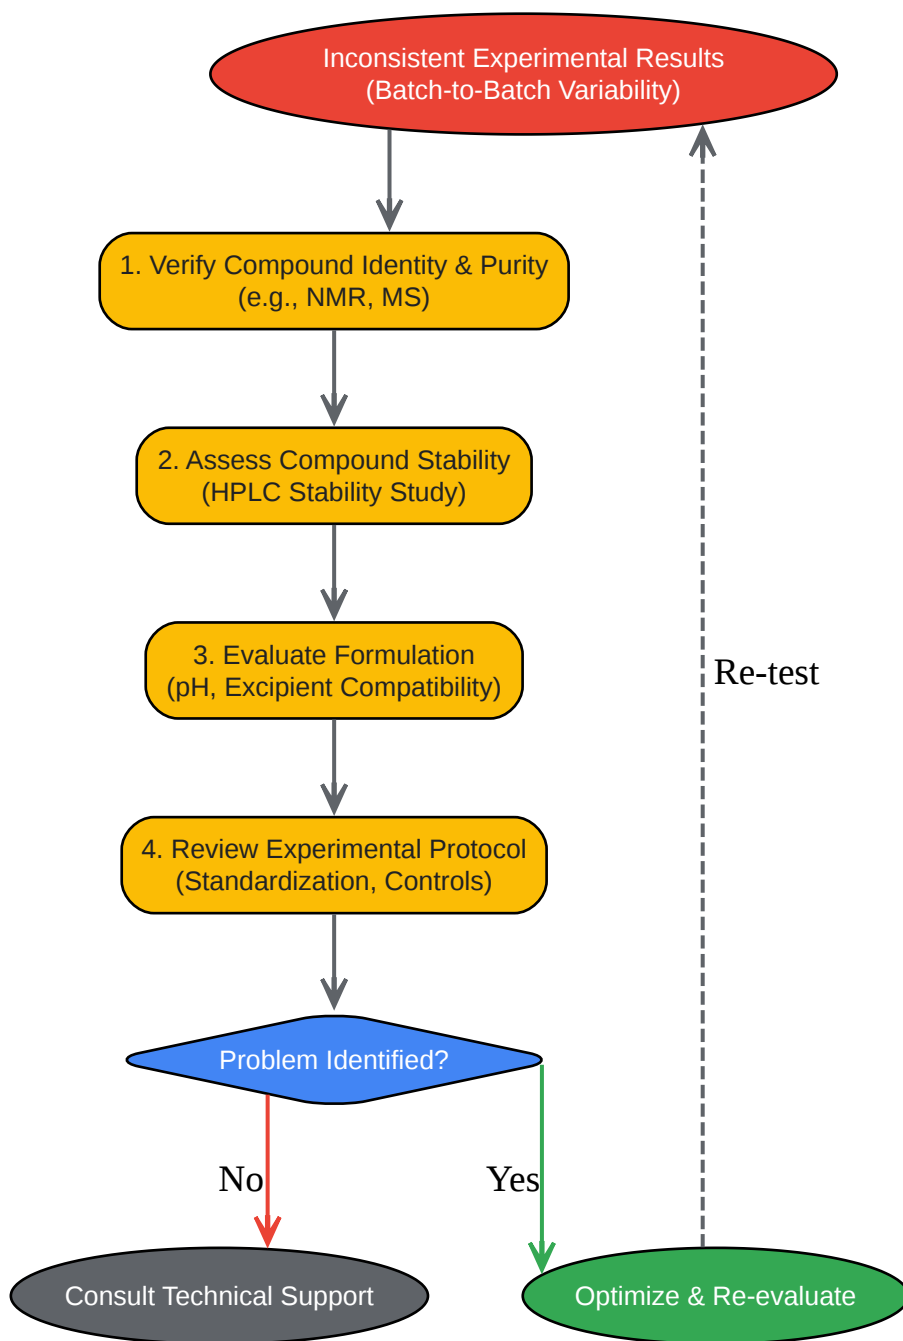 Inconsistent Experimental Results
(Batch-to-Batch Variability)
1. Verify Compound Identity & Purity
(e.g., NMR, MS)
2. Assess Compound Stability
(HPLC Stability Study)
3. Evaluate Formulation
(pH, Excipient Compatibility)
Re-test
4. Review Experimental Protocol
(Standardization, Controls)
Problem Identified?
No
Yes
Consult Technical Support
Optimize & Re-evaluate